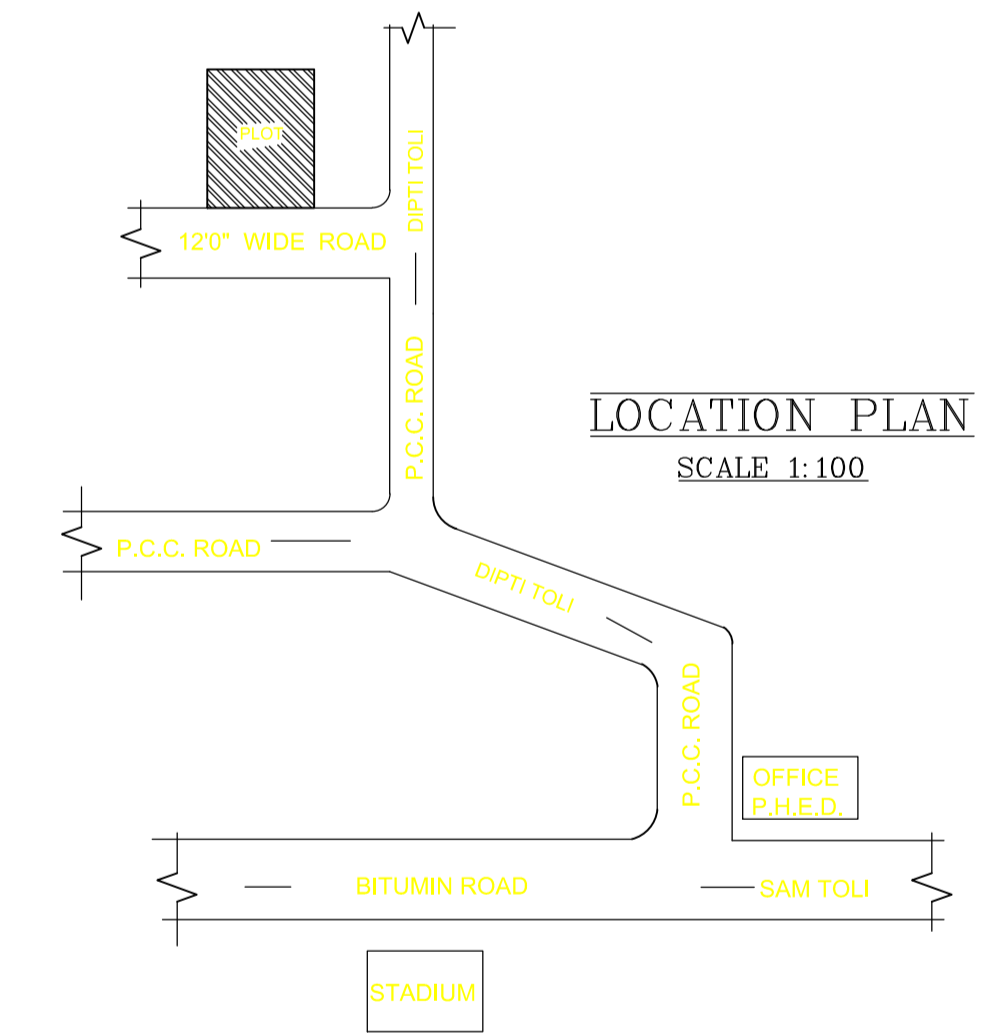 PLOT
DIPTI TOLI
12'0" WIDE ROAD
P.C.C. ROAD
LOCATION PLAN
SCALE 1:100
P.C.C. ROAD
DIPTI TOLI
P.C.C. ROAD
OFFICE
P.H.E.D.
BITUMIN ROAD
SAM TOLI
STADIUM